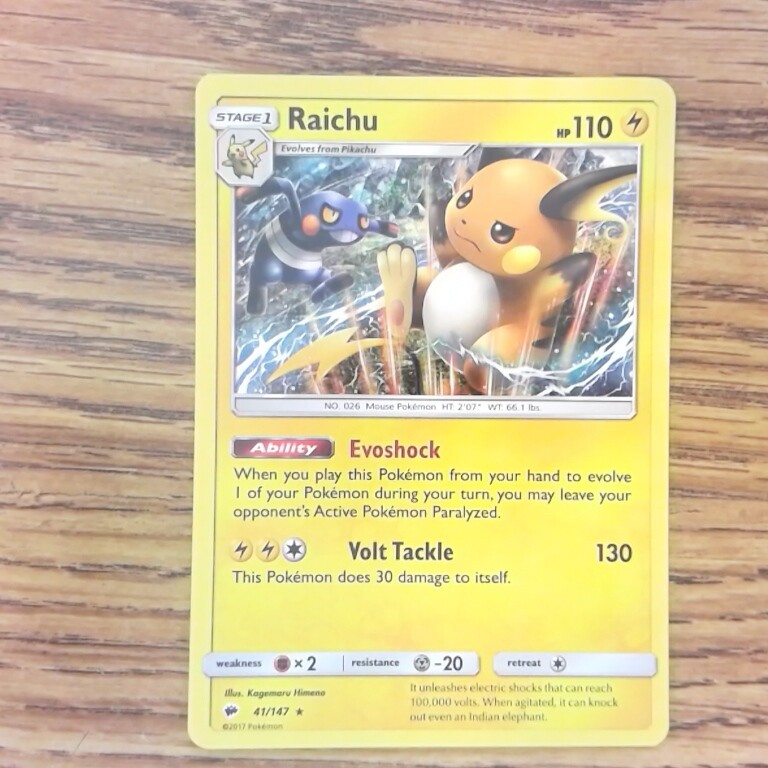 STAGE 1 Raichu HP 110
Evolves from Pikachu
NO. 026 Mouse Pokémon HT: 2'07" WT: 66.1 lbs.
Ability Evoshock
When you play this Pokémon from your hand to evolve
1 of your Pokémon during your turn, you may leave your
opponent's Active Pokémon Paralyzed.
Volt Tackle 130
This Pokémon does 30 damage to itself.
weakness × 2 resistance -20 retreat
Illus. Kagemaru Himeno
41/147
©2017 Pokémon
It unleashes electric shocks that can reach
100,000 volts. When agitated, it can knock
out even an Indian elephant.